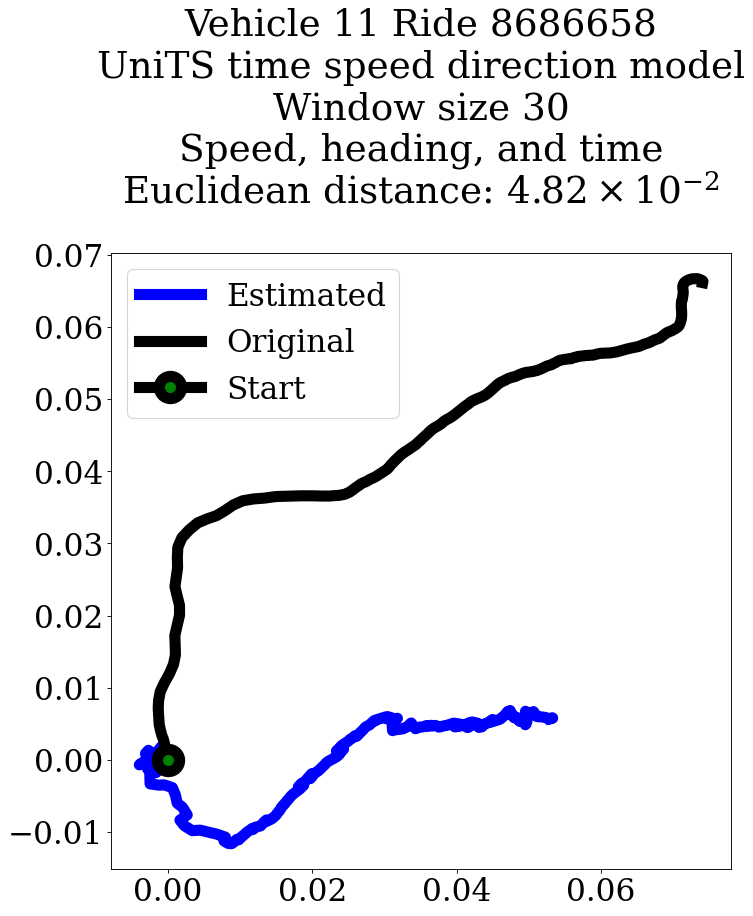 Vehicle 11 Ride 8686658
UniTS time speed direction model
Window size 30
Speed, heading, and time
Euclidean distance: 4.82 × 10⁻²
0.07
0.06
0.05
0.04
0.03
0.02
0.01
0.00
−0.01
Estimated
Original
Start
0.00 0.02 0.04 0.06